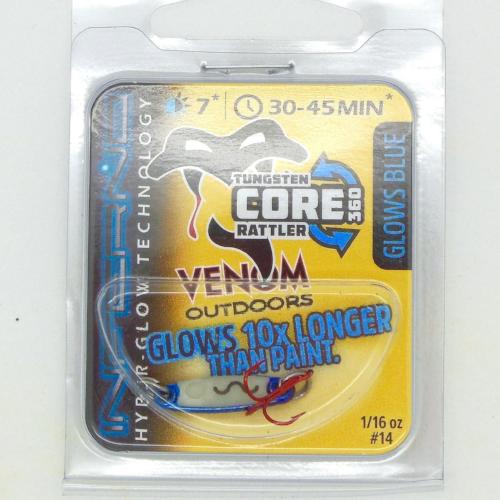 7* | 30-45MIN*
GLOWS BLUE
HYPER-GLOW TECHNOLOGY
TUNGSTEN
CORE 360
RATTLER
VENOM
OUTDOORS
GLOWS 10x LONGER
THAN PAINT.
1/16 oz
#14